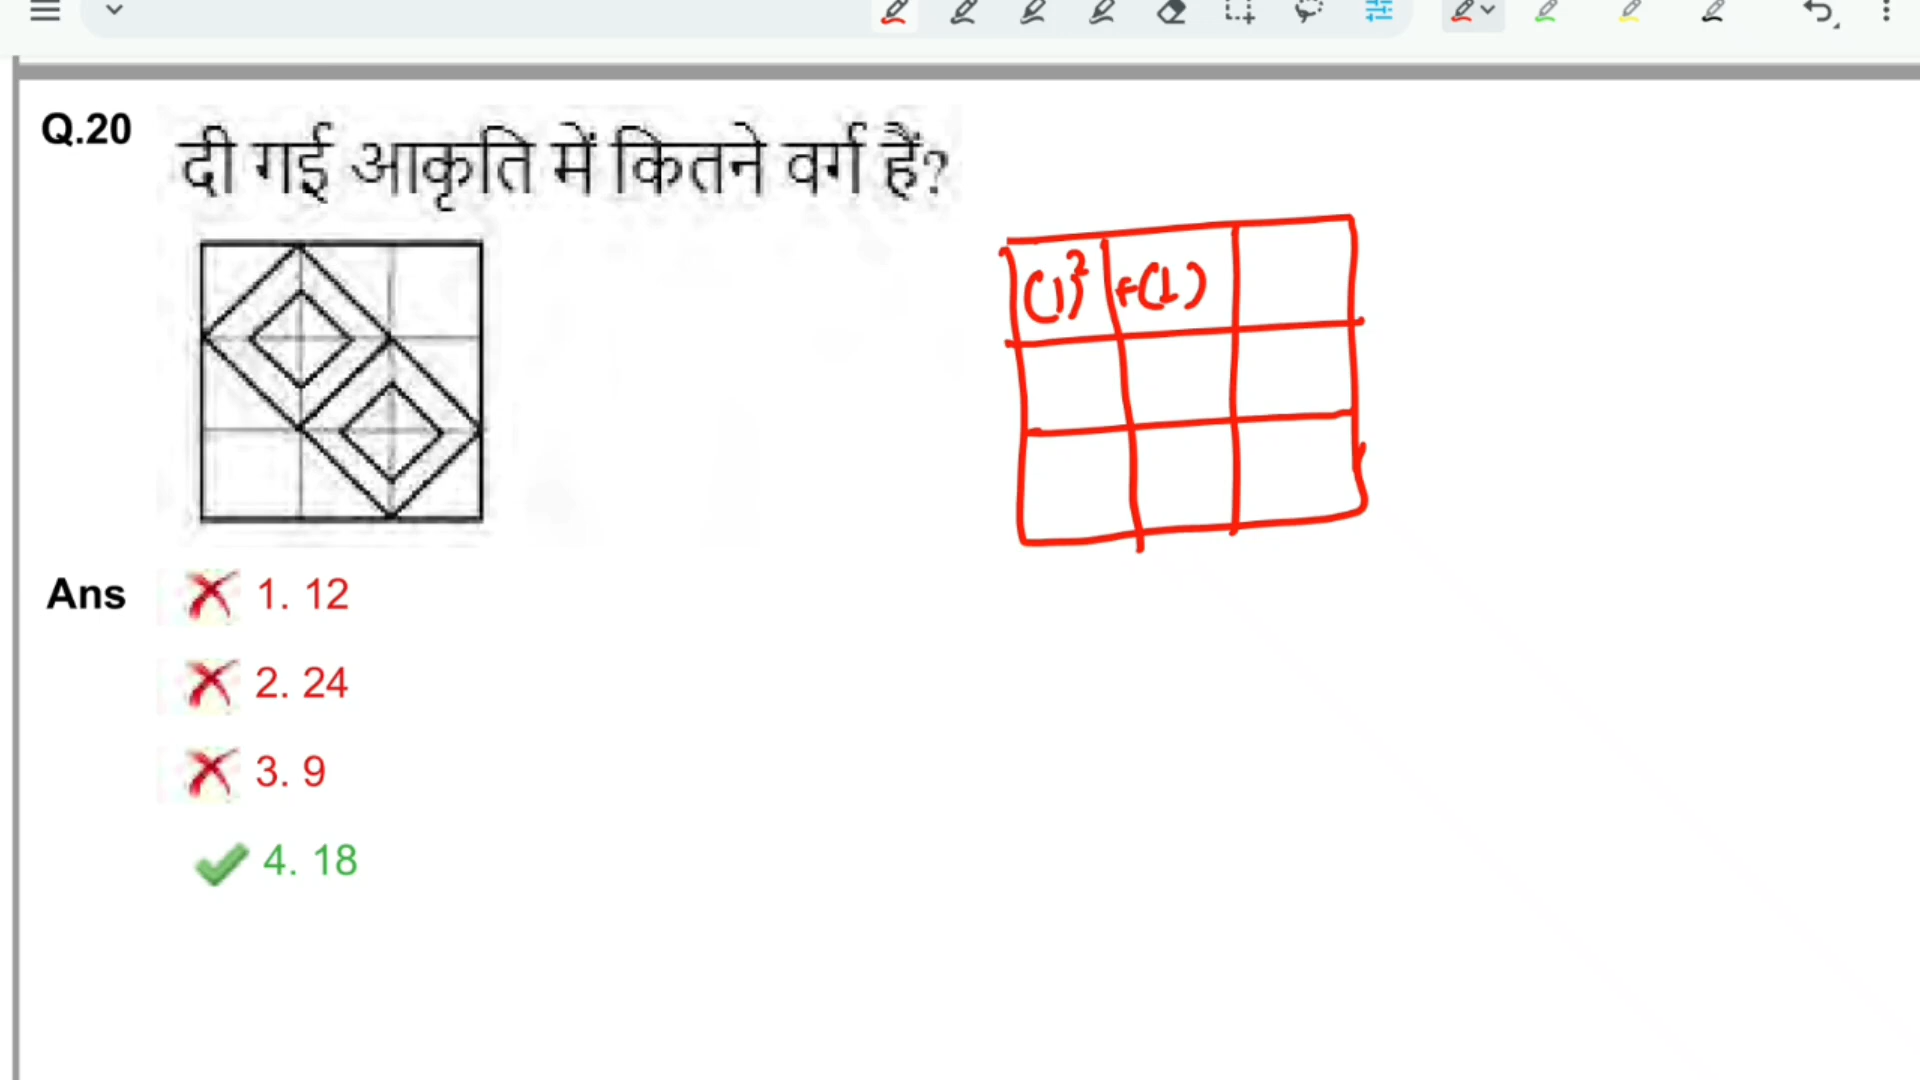 Q.20 दी गई आकृति में कितने वर्ग हैं?
(1)² +(1)
Ans 1. 12
2. 24
3. 9
4. 18